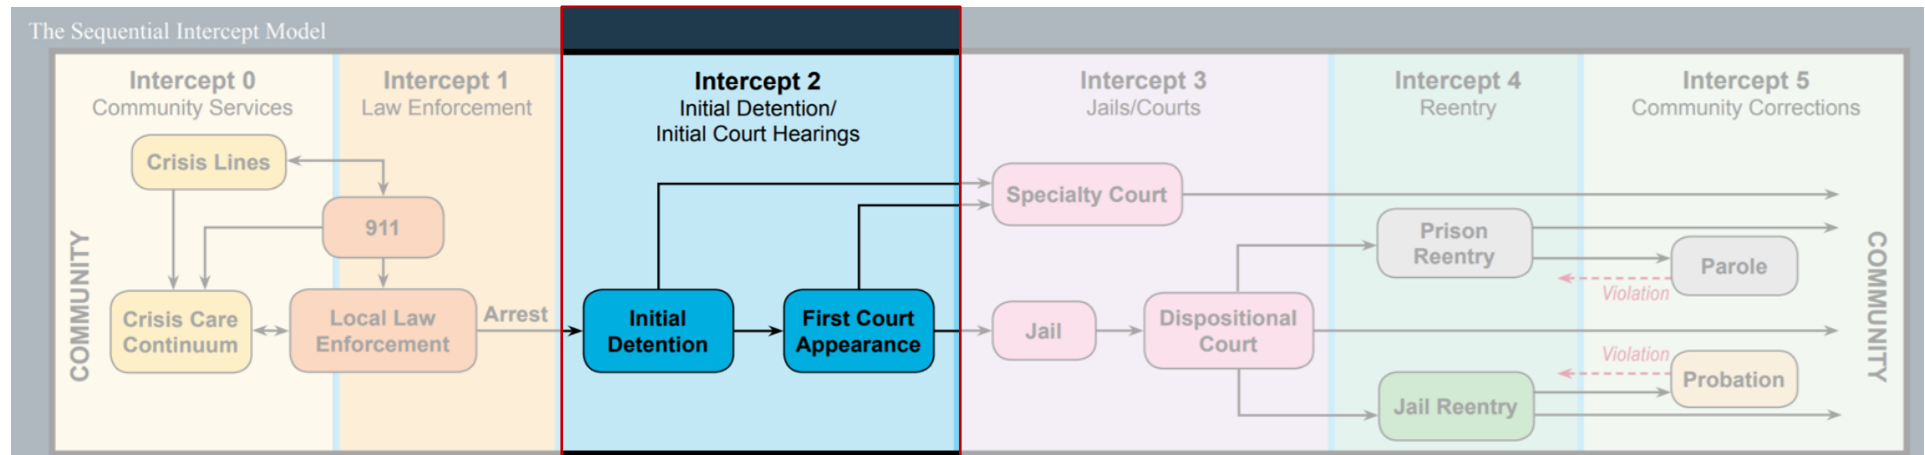 The Sequential Intercept Model
Intercept 0
Community Services
Intercept 1
Law Enforcement
Intercept 2
Initial Detention/
Initial Court Hearings
Intercept 3
Jails/Courts
Intercept 4
Reentry
Intercept 5
Community Corrections
COMMUNITY
Crisis Lines
911
Crisis Care
Continuum
Local Law
Enforcement
Arrest
Initial
Detention
First Court
Appearance
Specialty Court
Jail
Dispositional
Court
Prison
Reentry
Jail Reentry
Parole
Violation
Violation
Probation
COMMUNITY